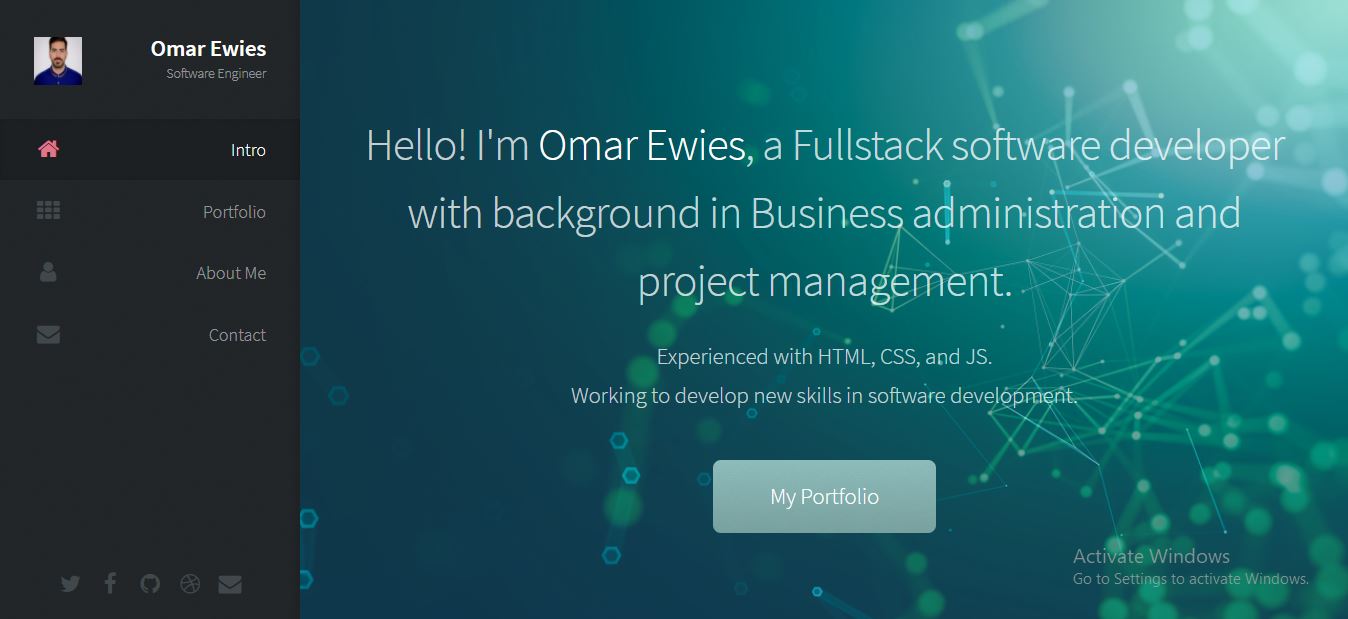 Omar Ewies
Software Engineer
Intro
Portfolio
About Me
Contact
Hello! I'm Omar Ewies, a Fullstack software developer
with background in Business administration and
project management.
Experienced with HTML, CSS, and JS.
Working to develop new skills in software development.
My Portfolio
Activate Windows
Go to Settings to activate Windows.